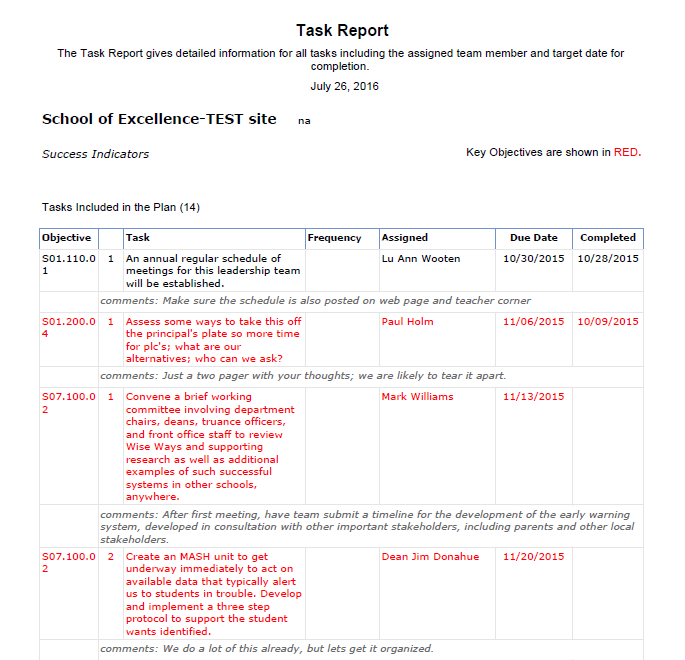 Task Report
The Task Report gives detailed information for all tasks including the assigned team member and target date for
completion.
July 26, 2016
School of Excellence-TEST site na
Success Indicators
Key Objectives are shown in RED.
Tasks Included in the Plan (14)
Objective Task Frequency Assigned Due Date Completed
S01.110.0 1 An annual regular schedule of Lu Ann Wooten 10/30/2015 10/28/2015
1 meetings for this leadership team
will be established.
comments: Make sure the schedule is also posted on web page and teacher corner
S01.200.0 1 Assess some ways to take this off Paul Holm 11/06/2015 10/09/2015
4 the principal's plate so more time
for plc's; what are our
alternatives; who can we ask?
comments: Just a two pager with your thoughts; we are likely to tear it apart.
S07.100.0 1 Convene a brief working Mark Williams 11/13/2015
2 committee involving department
chairs, deans, truance officers,
and front office staff to review
Wise Ways and supporting
research as well as additional
examples of such successful
systems in other schools,
anywhere.
comments: After first meeting, have team submit a timeline for the development of the early warning
system, developed in consultation with other important stakeholders, including parents and other local
stakeholders.
S07.100.0 2 Create an MASH unit to get Dean Jim Donahue 11/20/2015
2 underway immediately to act on
available data that typically alert
us to students in trouble. Develop
and implement a three step
protocol to support the student
wants identified.
comments: We do a lot of this already, but lets get it organized.